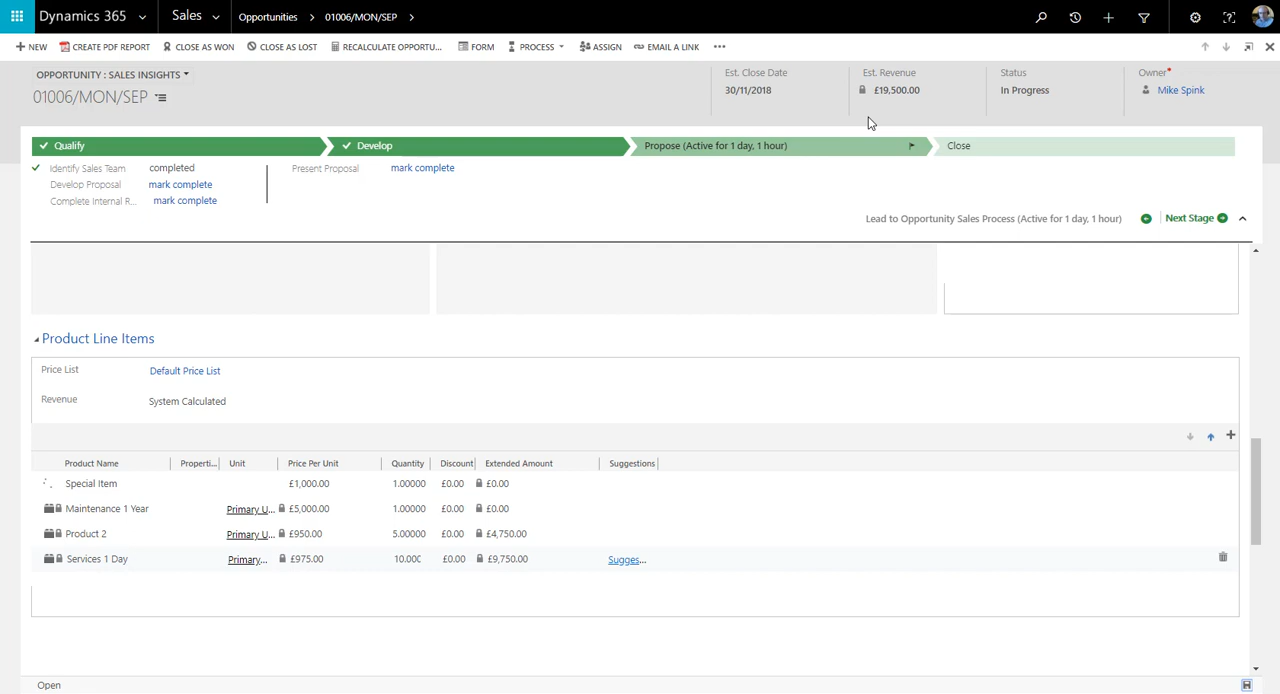 Dynamics 365 Sales Opportunities 01006/MON/SEP
NEW CREATE PDF REPORT CLOSE AS WON CLOSE AS LOST RECALCULATE OPPORTU... FORM PROCESS ASSIGN EMAIL A LINK
OPPORTUNITY : SALES INSIGHTS
01006/MON/SEP
Est. Close Date
30/11/2018
Est. Revenue
£19,500.00
Status
In Progress
Owner*
Mike Spink
Qualify Develop Propose (Active for 1 day, 1 hour) Close
Identify Sales Team completed
Develop Proposal mark complete
Complete Internal R... mark complete
Present Proposal mark complete
Lead to Opportunity Sales Process (Active for 1 day, 1 hour) Next Stage
Product Line Items
Price List Default Price List
Revenue System Calculated
Product Name Properti... Unit Price Per Unit Quantity Discount Extended Amount Suggestions
Special Item £1,000.00 1.00000 £0.00 £0.00
Maintenance 1 Year Primary U... £5,000.00 1.00000 £0.00 £0.00
Product 2 Primary U... £950.00 5.00000 £0.00 £4,750.00
Services 1 Day Primary... £975.00 10.000 £0.00 £9,750.00 Sugges...
Open